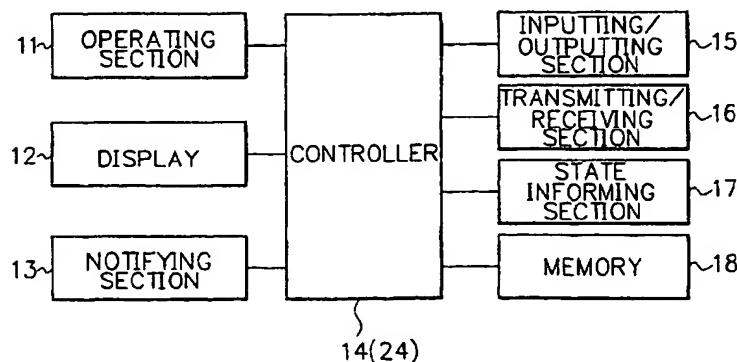 11
OPERATING
SECTION
12
DISPLAY
13
NOTIFYING
SECTION
CONTROLLER
14(24)
INPUTTING/
OUTPUTTING
SECTION
15
TRANSMITTING/
RECEIVING
SECTION
16
STATE
INFORMING
SECTION
17
MEMORY
18